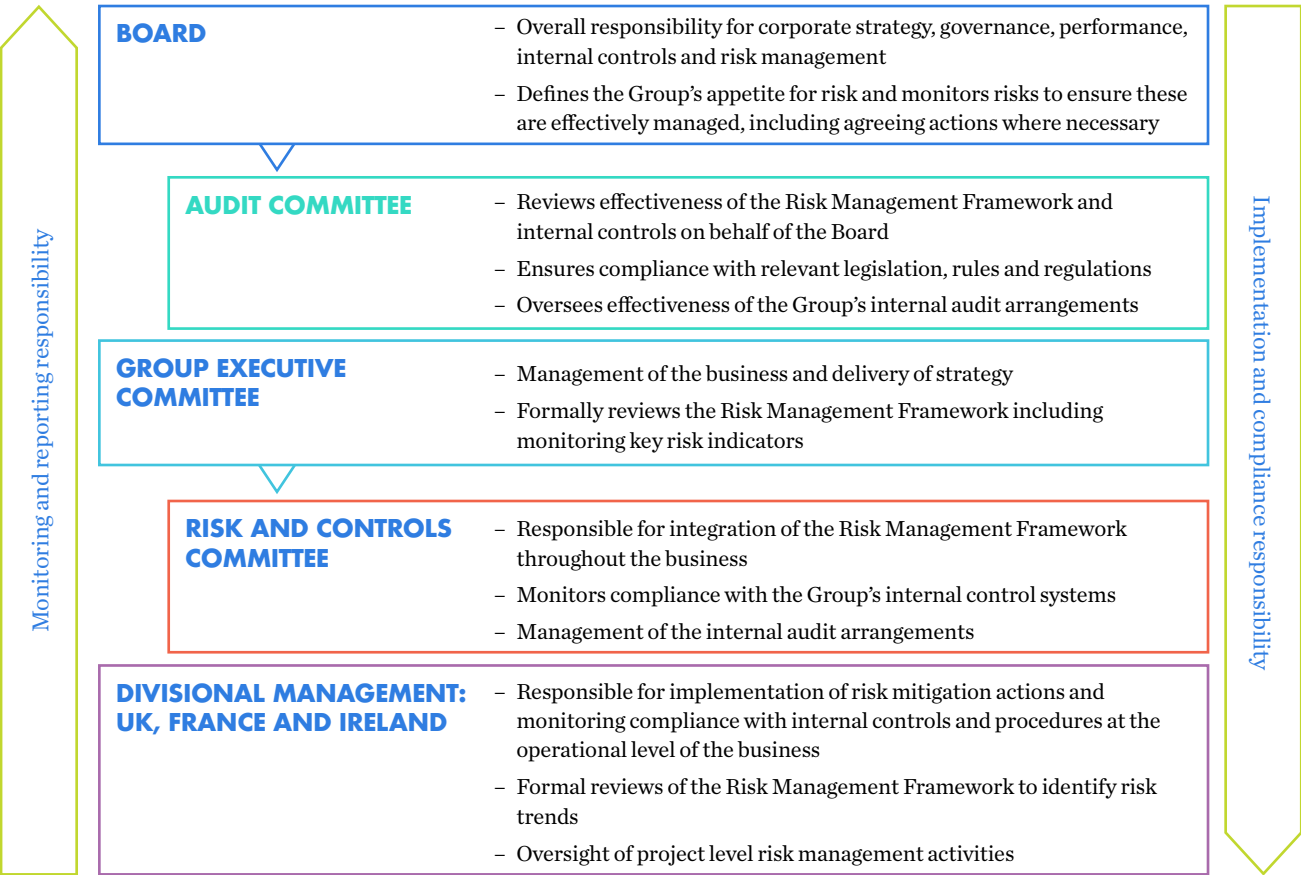 Monitoring and reporting responsibility
BOARD
– Overall responsibility for corporate strategy, governance, performance,
internal controls and risk management
– Defines the Group’s appetite for risk and monitors risks to ensure these
are effectively managed, including agreeing actions where necessary
AUDIT COMMITTEE
– Reviews effectiveness of the Risk Management Framework and
internal controls on behalf of the Board
– Ensures compliance with relevant legislation, rules and regulations
– Oversees effectiveness of the Group’s internal audit arrangements
GROUP EXECUTIVE
COMMITTEE
– Management of the business and delivery of strategy
– Formally reviews the Risk Management Framework including
monitoring key risk indicators
RISK AND CONTROLS
COMMITTEE
– Responsible for integration of the Risk Management Framework
throughout the business
– Monitors compliance with the Group’s internal control systems
– Management of the internal audit arrangements
DIVISIONAL MANAGEMENT:
UK, FRANCE AND IRELAND
– Responsible for implementation of risk mitigation actions and
monitoring compliance with internal controls and procedures at the
operational level of the business
– Formal reviews of the Risk Management Framework to identify risk
trends
– Oversight of project level risk management activities
Implementation and compliance responsibility